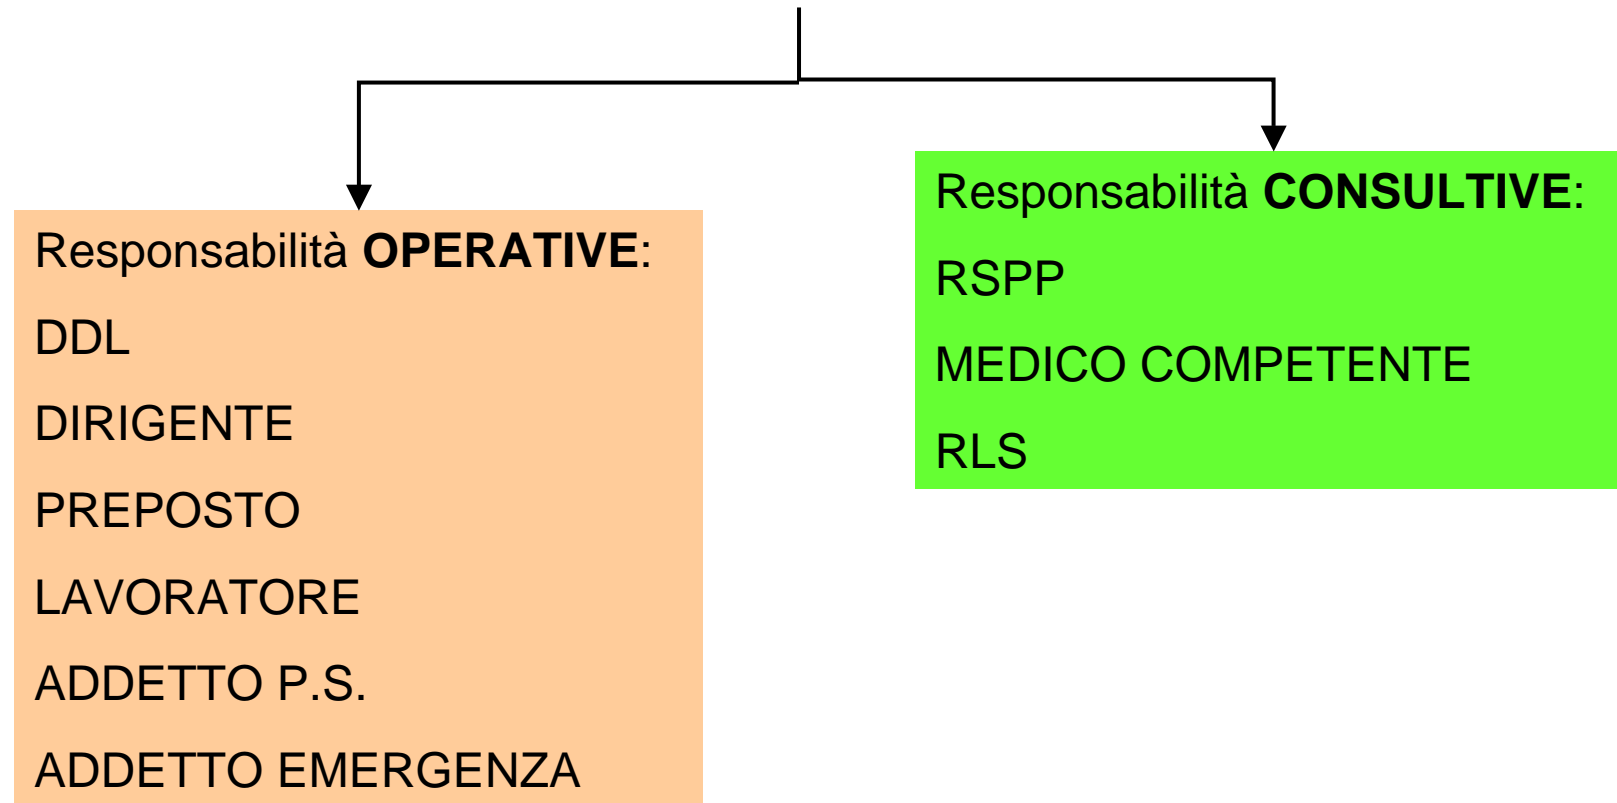 Responsabilità OPERATIVE:
DDL
DIRIGENTE
PREPOSTO
LAVORATORE
ADDETTO P.S.
ADDETTO EMERGENZA
Responsabilità CONSULTIVE:
RSPP
MEDICO COMPETENTE
RLS